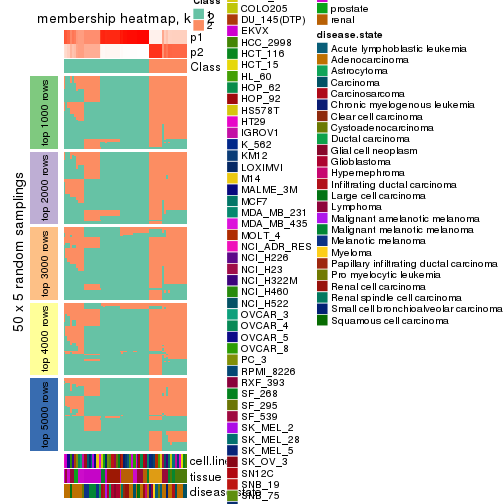 membership heatmap, k = 2
p1
p2
Class
top 1000 rows
top 2000 rows
top 3000 rows
top 4000 rows
top 5000 rows
50 x 5 random samplings
cell.line
tissue
disease.state
Class
1
2
COLO205
DU_145(DTP)
EKVX
HCC_2998
HCT_116
HCT_15
HL_60
HOP_62
HOP_92
HS578T
HT29
IGROV1
K_562
KM12
LOXIMVI
M14
MALME_3M
MCF7
MDA_MB_231
MDA_MB_435
MOLT_4
NCI_ADR_RES
NCI_H226
NCI_H23
NCI_H322M
NCI_H460
NCI_H522
OVCAR_3
OVCAR_4
OVCAR_5
OVCAR_8
PC_3
RPMI_8226
RXF_393
SF_268
SF_295
SF_539
SK_MEL_2
SK_MEL_28
SK_MEL_5
SK_OV_3
SN12C
SNB_19
SNB_75
prostate
renal
disease.state
Acute lymphoblastic leukemia
Adenocarcinoma
Astrocytoma
Carcinoma
Carcinosarcoma
Chronic myelogenous leukemia
Clear cell carcinoma
Cystoadenocarcinoma
Ductal carcinoma
Glial cell neoplasm
Glioblastoma
Hypernephroma
Infiltrating ductal carcinoma
Large cell carcinoma
Lymphoma
Malignant amelanotic melanoma
Malignant melanotic melanoma
Melanotic melanoma
Myeloma
Papillary infiltrating ductal carcinoma
Pro myelocytic leukemia
Renal cell carcinoma
Renal spindle cell carcinoma
Small cell bronchioalveolar carcinoma
Squamous cell carcinoma